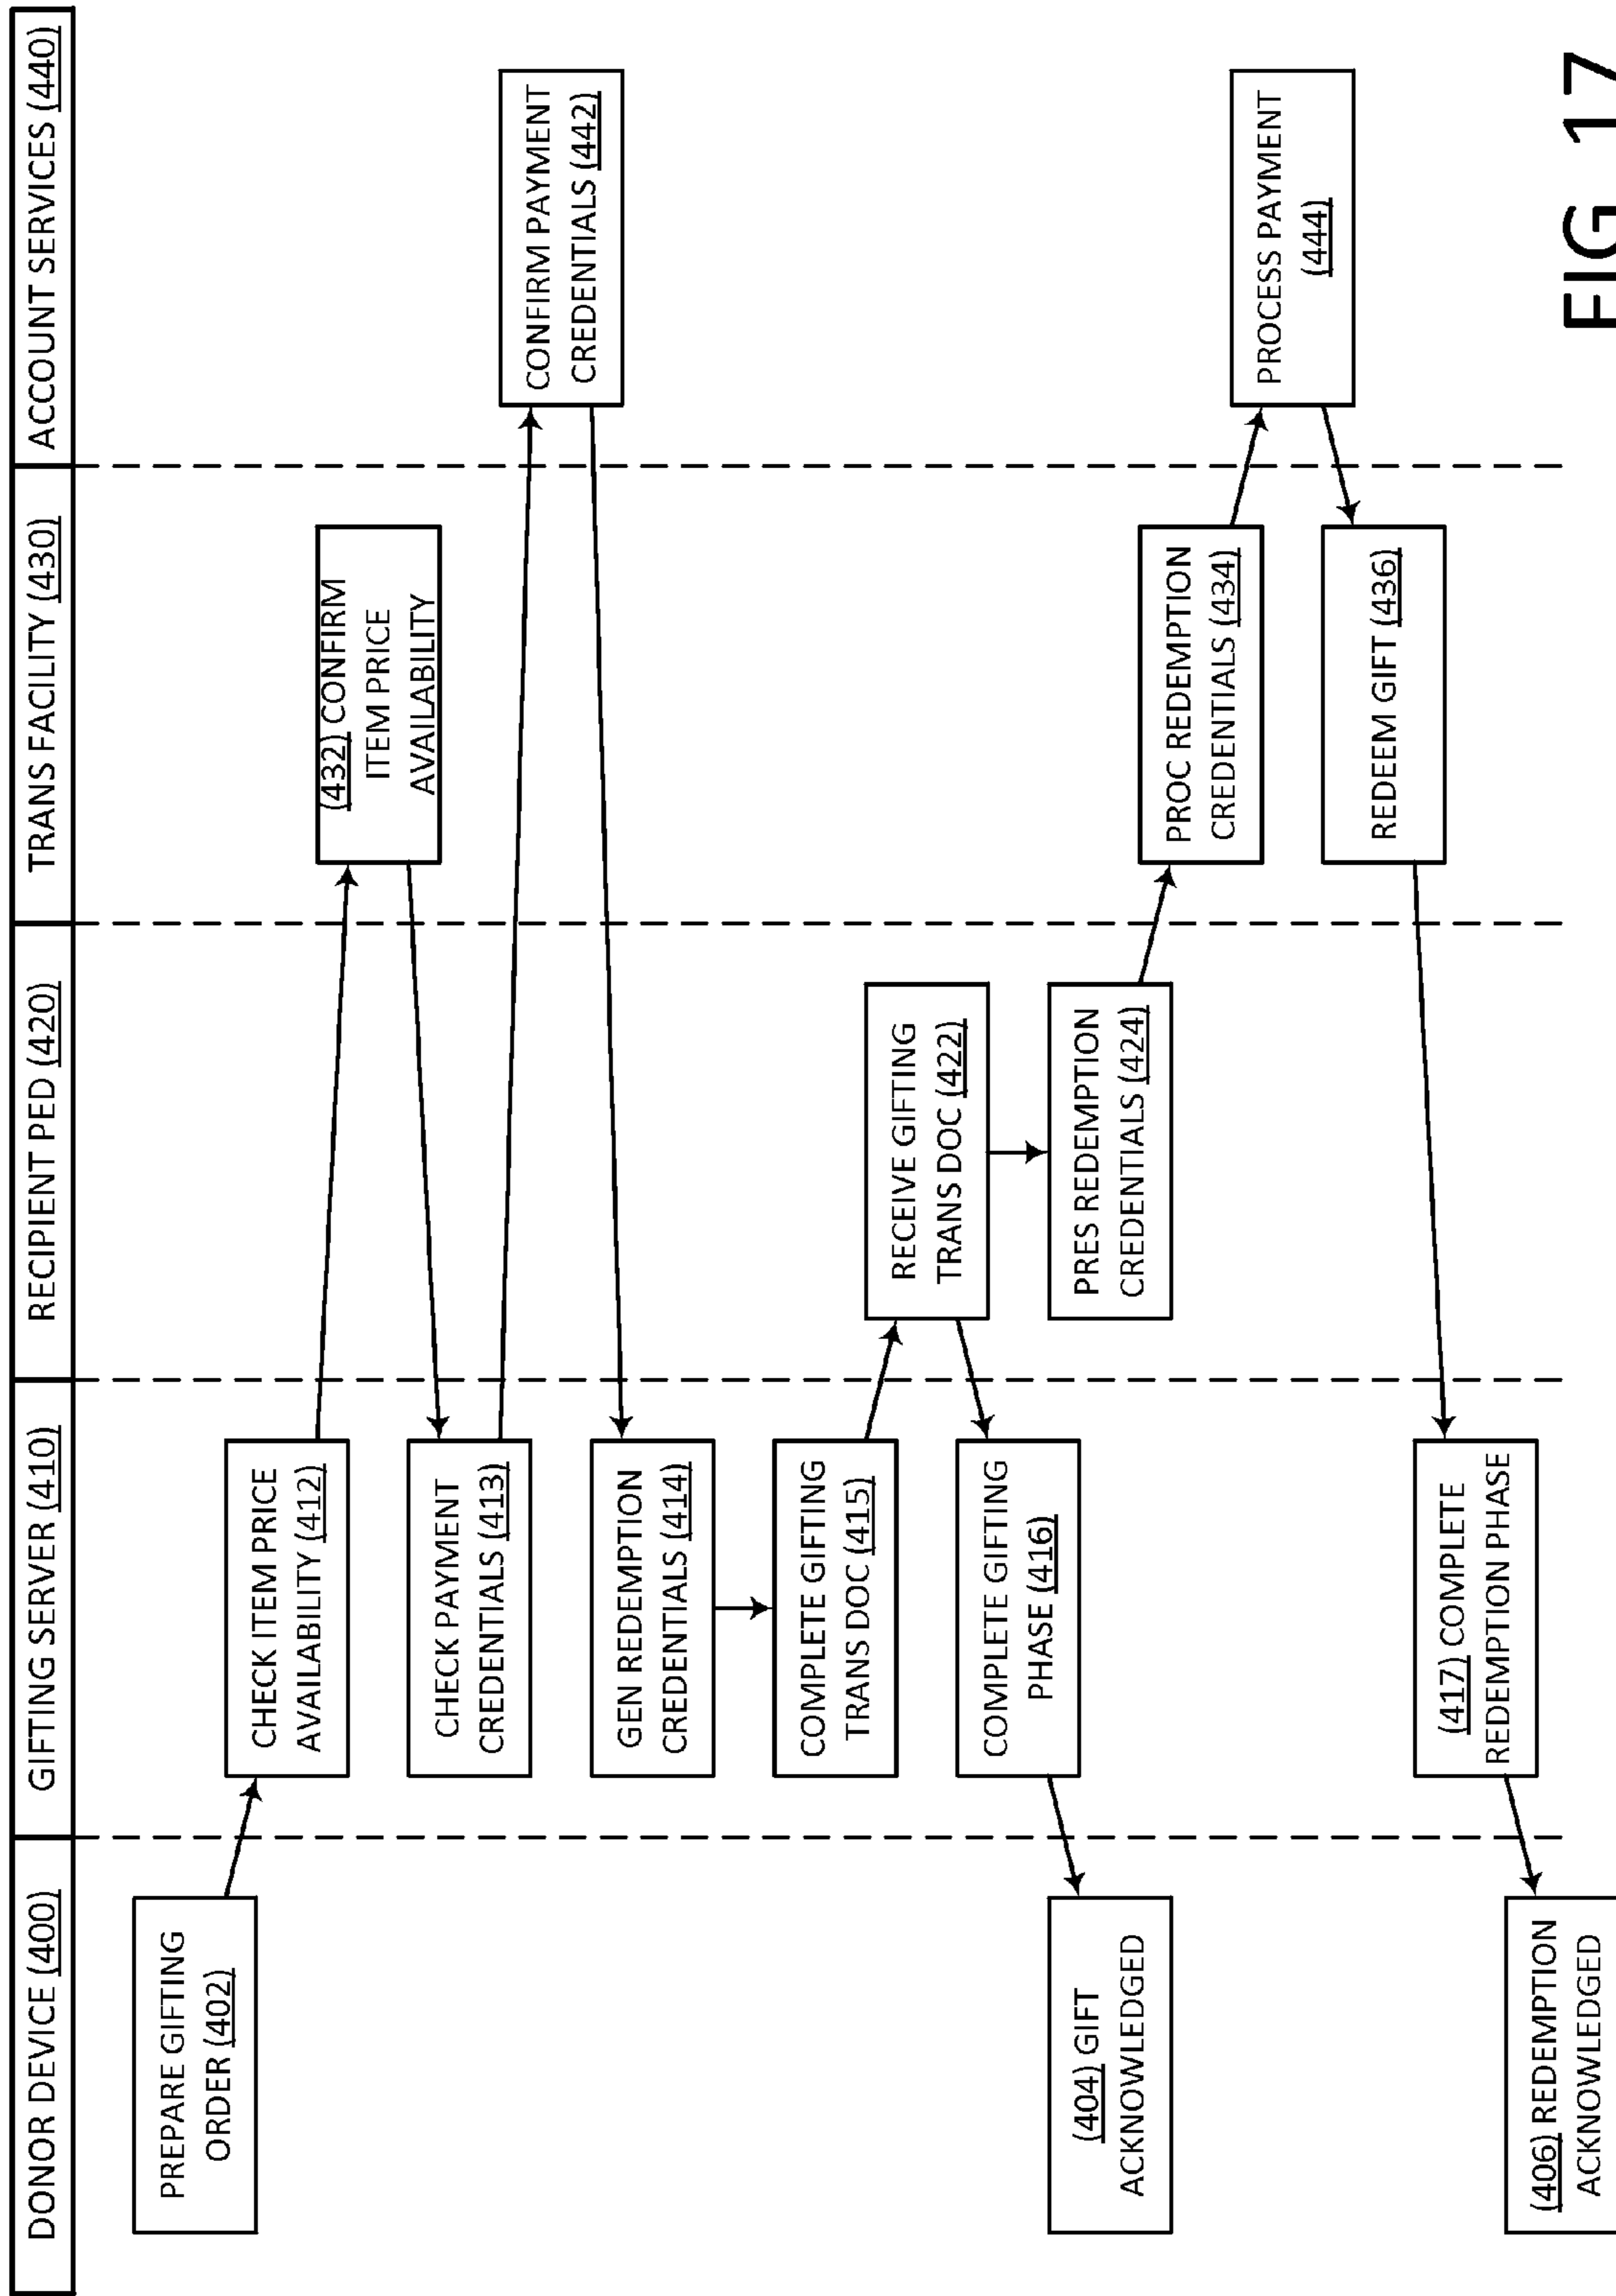 DONOR DEVICE (400)
GIFTING SERVER (410)
RECIPIENT PED (420)
TRANS FACILITY (430)
ACCOUNT SERVICES (440)
PREPARE GIFTING
ORDER (402)
CHECK ITEM PRICE
AVAILABILITY (412)
(432) CONFIRM
ITEM PRICE
AVAILABILITY
CHECK PAYMENT
CREDENTIALS (413)
CONFIRM PAYMENT
CREDENTIALS (442)
GEN REDEMPTION
CREDENTIALS (414)
COMPLETE GIFTING
TRANS DOC (415)
RECEIVE GIFTING
TRANS DOC (422)
COMPLETE GIFTING
PHASE (416)
(404) GIFT
ACKNOWLEDGED
PRES REDEMPTION
CREDENTIALS (424)
PROC REDEMPTION
CREDENTIALS (434)
PROCESS PAYMENT
(444)
REDEEM GIFT (436)
(417) COMPLETE
REDEMPTION PHASE
(406) REDEMPTION
ACKNOWLEDGED
FIG 17